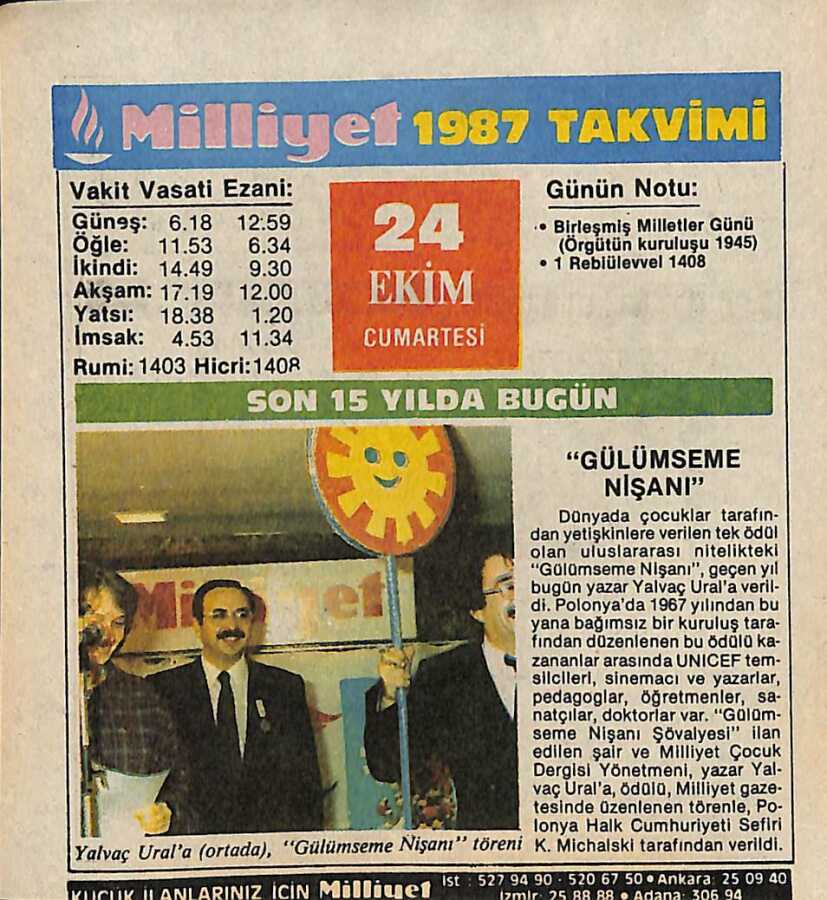 Milliyet 1987 TAKVİMİ
Vakit Vasati Ezani:
Güneş: 6.18 12.59
Öğle: 11.53 6.34
İkindi: 14.49 9.30
Akşam: 17.19 12.00
Yatsı: 18.38 1.20
İmsak: 4.53 11.34
Rumi: 1403 Hicri: 1408
24
EKİM
CUMARTESİ
Günün Notu:
• Birleşmiş Milletler Günü
(Örgütün kuruluşu 1945)
• 1 Rebiülevvel 1408
SON 15 YILDA BUGÜN
Milliyet
Yalvaç Ural'a (ortada), "Gülümseme Nişanı" töreni
"GÜLÜMSEME
NİŞANI"
Dünyada çocuklar tarafın-
dan yetişkinlere verilen tek ödül
olan uluslararası nitelikteki
"Gülümseme Nişanı", geçen yıl
bugün yazar Yalvaç Ural'a veril-
di. Polonya'da 1967 yılından bu
yana bağımsız bir kuruluş tara-
fından düzenlenen bu ödülü ka-
zananlar arasında UNICEF tem-
silcileri, sinemacı ve yazarlar,
pedagoglar, öğretmenler, sa-
natçılar, doktorlar var. "Gülüm-
seme Nişanı Şövalyesi" ilan
edilen şair ve Milliyet Çocuk
Dergisi Yönetmeni, yazar Yal-
vaç Ural'a, ödülü, Milliyet gaze-
tesinde üzenlenen törenle, Po-
lonya Halk Cumhuriyeti Sefiri
K. Michalski tarafından verildi.
KÜÇÜK İLANLARINIZ İÇİN Milliyet
İst : 527 94 90 - 520 67 50 • Ankara: 25 09 40
İzmir: 25 88 88 • Adana: 306 94